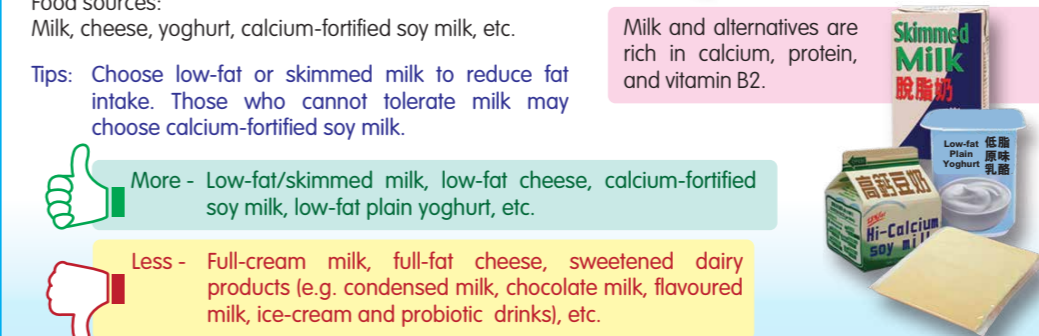 Food sources:
Milk, cheese, yoghurt, calcium-fortified soy milk, etc.
Tips: Choose low-fat or skimmed milk to reduce fat
intake. Those who cannot tolerate milk may
choose calcium-fortified soy milk.
Milk and alternatives are
rich in calcium, protein,
and vitamin B2.
Skimmed
Milk
脫脂奶
Low-fat
Plain
Yoghurt
低脂
原味
乳酪
高鈣豆奶
Hi-Calcium
soy milk
More - Low-fat/skimmed milk, low-fat cheese, calcium-fortified
soy milk, low-fat plain yoghurt, etc.
Less - Full-cream milk, full-fat cheese, sweetened dairy
products (e.g. condensed milk, chocolate milk, flavoured
milk, ice-cream and probiotic drinks), etc.